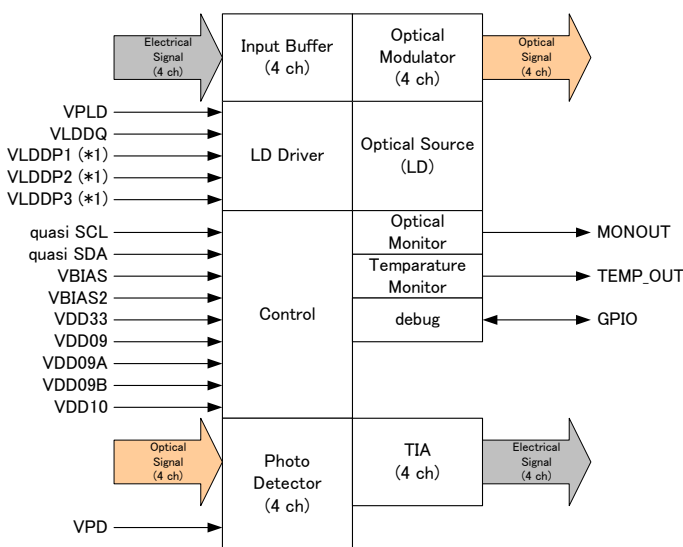 Electrical
Signal
(4 ch)
Input Buffer
(4 ch)
Optical
Modulator
(4 ch)
Optical
Signal
(4 ch)
VPLD
VLDDQ
VLDDP1 (*1)
VLDDP2 (*1)
VLDDP3 (*1)
LD Driver
Optical Source
(LD)
quasi SCL
quasi SDA
VBIAS
VBIAS2
VDD33
VDD09
VDD09A
VDD09B
VDD10
Control
Optical
Monitor
MONOUT
Temparature
Monitor
TEMP_OUT
debug
GPIO
Optical
Signal
(4 ch)
Photo
Detector
(4 ch)
TIA
(4 ch)
Electrical
Signal
(4 ch)
VPD